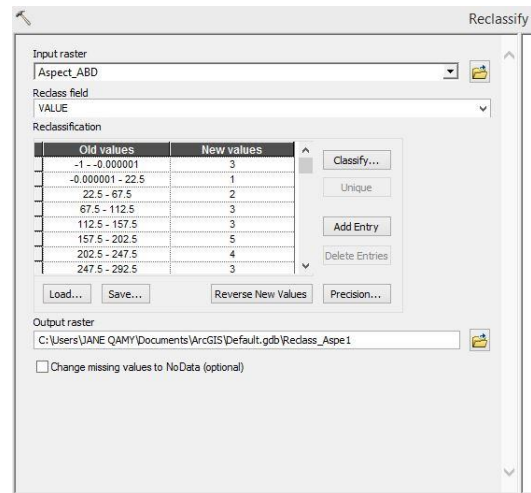 Reclassify
Input raster
Aspect_ABD
Reclass field
VALUE
Reclassification
Old values New values
-1 - -0.000001 3
-0.000001 - 22.5 1
22.5 - 67.5 2
67.5 - 112.5 3
112.5 - 157.5 3
157.5 - 202.5 5
202.5 - 247.5 4
247.5 - 292.5 3
Classify...
Unique
Add Entry
Delete Entries
Load... Save... Reverse New Values Precision...
Output raster
C:\Users\JANE QAMY\Documents\ArcGIS\Default.gdb\Reclass_Aspe1
Change missing values to NoData (optional)